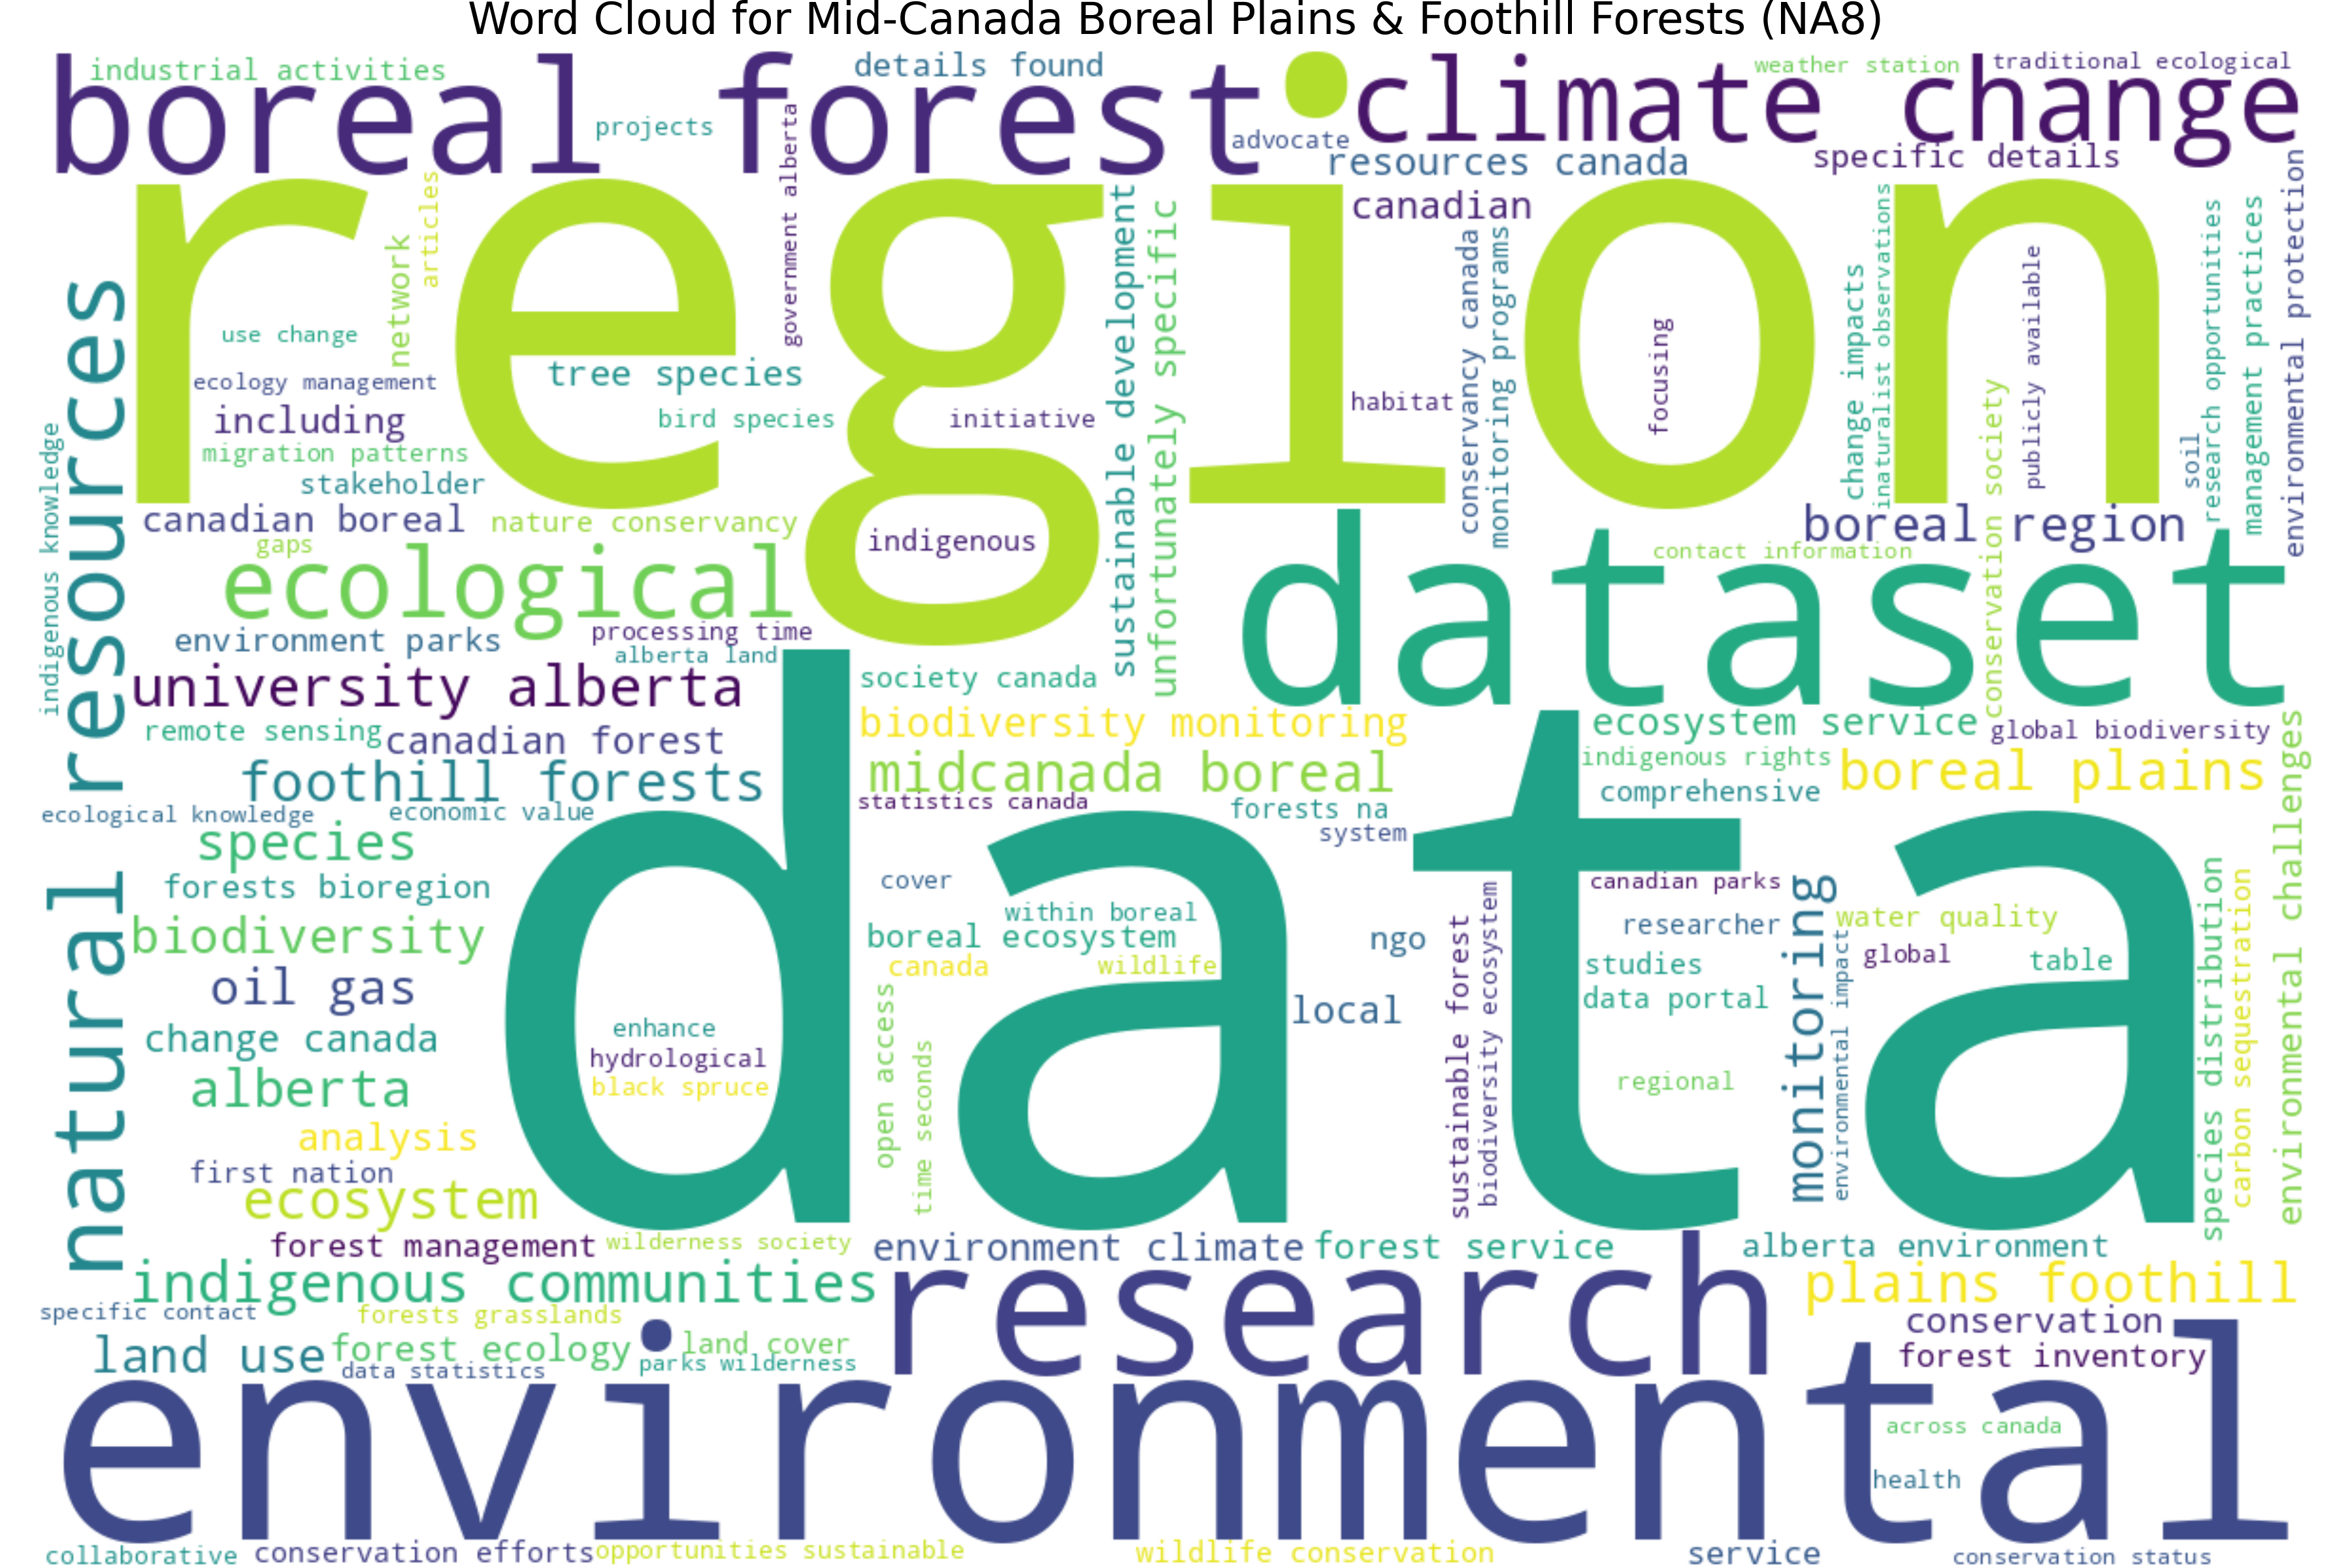 Word Cloud for Mid-Canada Boreal Plains & Foothill Forests (NA8)
industrial activities
details found
weather station
traditional ecological
boreal forest
climate change
projects
advocate
resources canada
specific details
government alberta
articles
network
region
canadian
sustainable development
unfortunately specific
conservancy canada
monitoring programs
change impacts
inaturalist observations
publicly available
research opportunities
management practices
environmental protection
use change
focusing
ecology management
tree species
including
bird species
initiative
habitat
migration patterns
stakeholder
soil
conservation society
natural resources
indigenous knowledge
canadian boreal
nature conservancy
indigenous
boreal region
gaps
contact information
ecological
dataset
environment parks
processing time
alberta land
university alberta
society canada
remote sensing
canadian forest
biodiversity monitoring
ecosystem service
global biodiversity
foothill forests
midcanada boreal
indigenous rights
boreal plains
ecological knowledge
economic value
statistics canada
forests na
comprehensive
system
environmental challenges
species
data
forests bioregion
cover
canadian parks
within boreal
biodiversity
boreal ecosystem
ngo
researcher
monitoring
water quality
canada
wildlife
studies
global
table
oil gas
data portal
local
open access
time seconds
sustainable forest
biodiversity ecosystem
environmental impact
species distribution
carbon sequestration
change canada
enhance
hydrological
black spruce
alberta
regional
analysis
first nation
ecosystem
forest management
wilderness society
environment climate
forest service
alberta environment
indigenous communities
research
plains foothill
specific contact
forests grasslands
conservation
land use
forest ecology
land cover
data statistics
parks wilderness
forest inventory
environmental
across canada
health
collaborative
conservation efforts
opportunities sustainable
wildlife conservation
service
conservation status